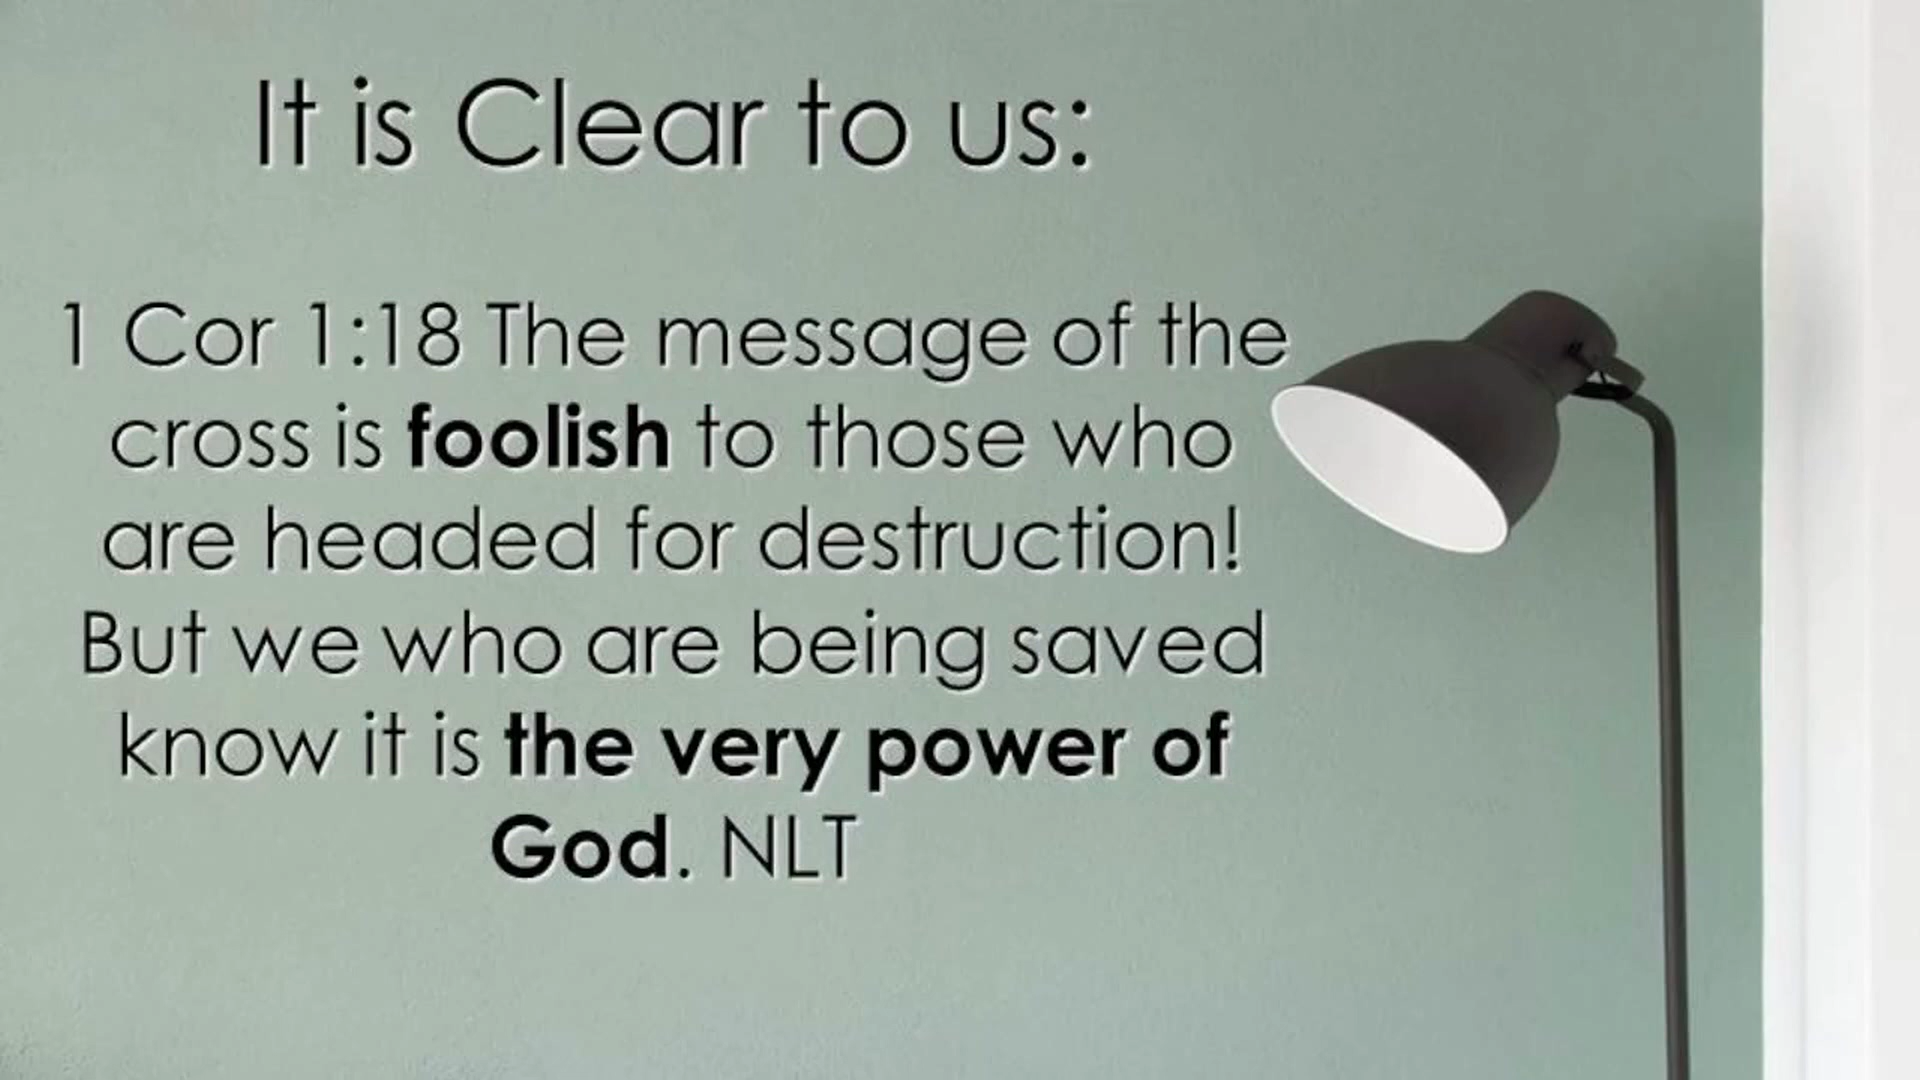 It is Clear to us:
1 Cor 1:18 The message of the
cross is foolish to those who
are headed for destruction!
But we who are being saved
know it is the very power of
God. NLT